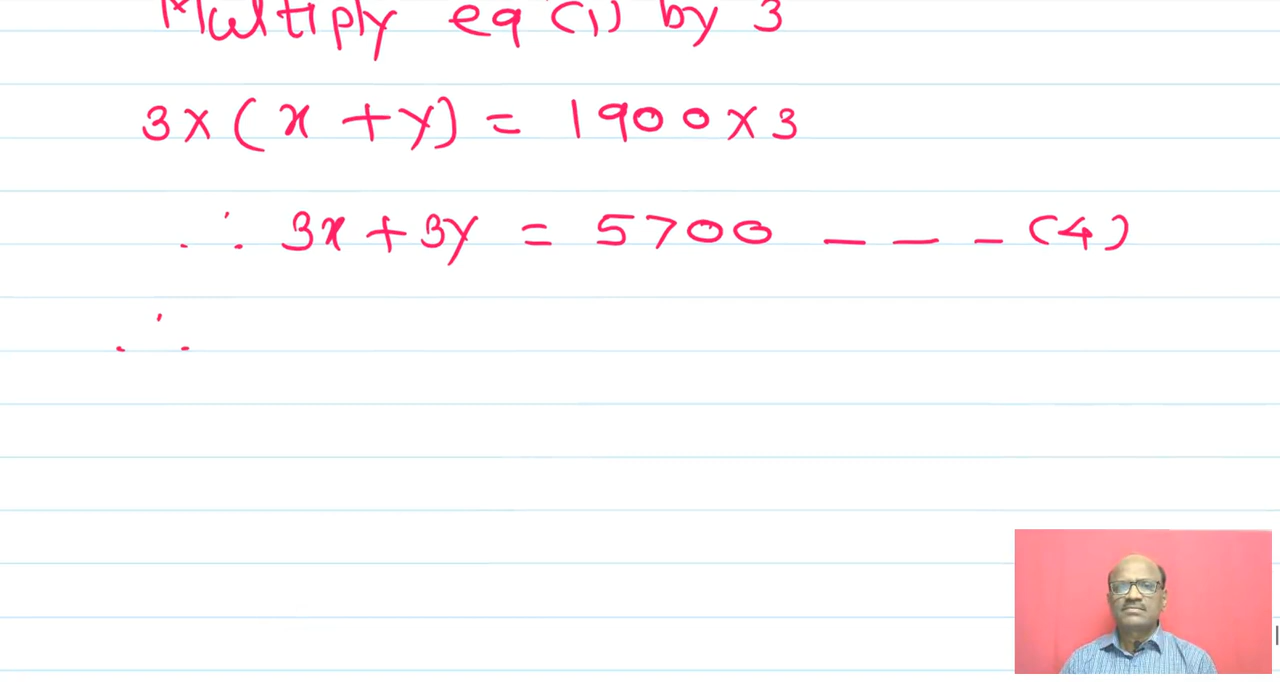 Multiply eq (1) by 3
3×(x+y) = 1900×3
∴ 3x+3y = 5700 — — – (4)
∴